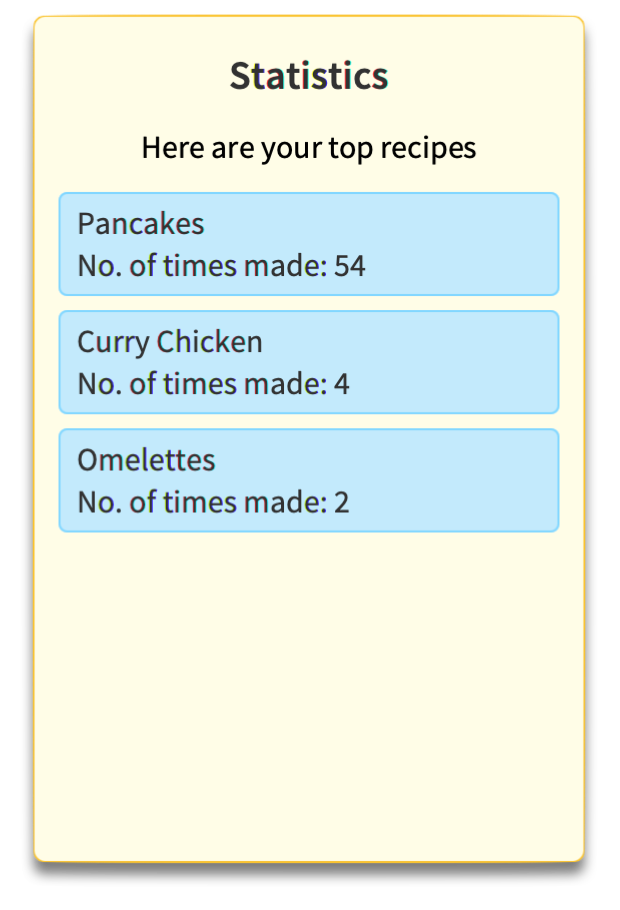 Statistics
Here are your top recipes
Pancakes
No. of times made: 54
Curry Chicken
No. of times made: 4
Omelettes
No. of times made: 2